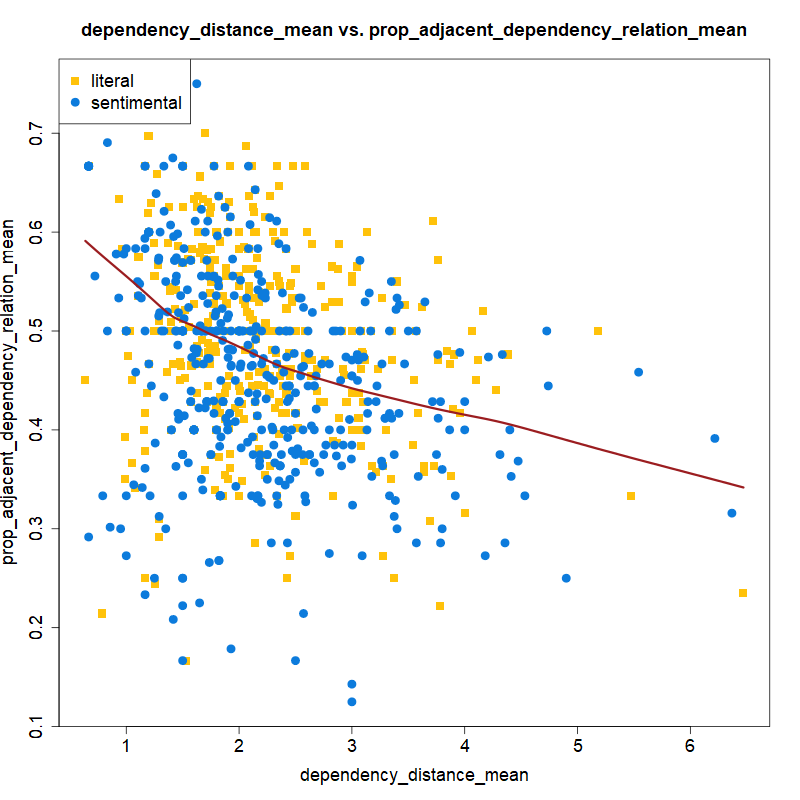 dependency_distance_mean vs. prop_adjacent_dependency_relation_mean
literal
sentimental
prop_adjacent_dependency_relation_mean
0.7
0.6
0.5
0.4
0.3
0.2
0.1
1 2 3 4 5 6
dependency_distance_mean